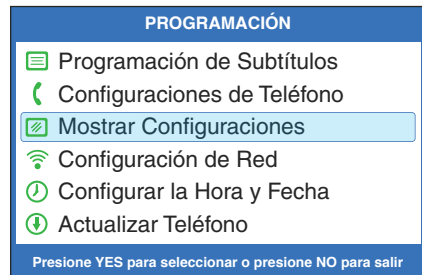 PROGRAMACIÓN
Programación de Subtítulos
Configuraciones de Teléfono
Mostrar Configuraciones
Configuración de Red
Configurar la Hora y Fecha
Actualizar Teléfono
Presione YES para seleccionar o presione NO para salir